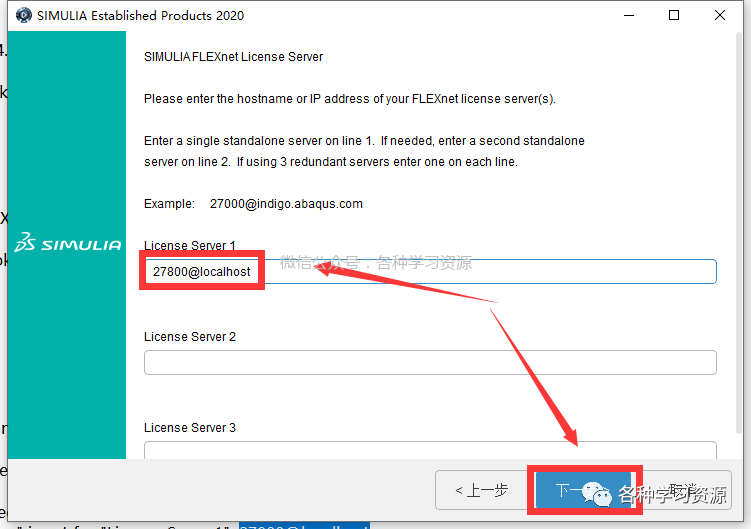 SIMULIA Established Products 2020
SIMULIA FLEXnet License Server
Please enter the hostname or IP address of your FLEXnet license server(s).
Enter a single standalone server on line 1. If needed, enter a second standalone
server on line 2. If using 3 redundant servers enter one on each line.
Example: 27000@indigo.abaqus.com
SIMULIA
License Server 1
微信公众号：各种学习资源
27800@localhost
License Server 2
License Server 3
< 上一步
下一
取消
各种学习资源